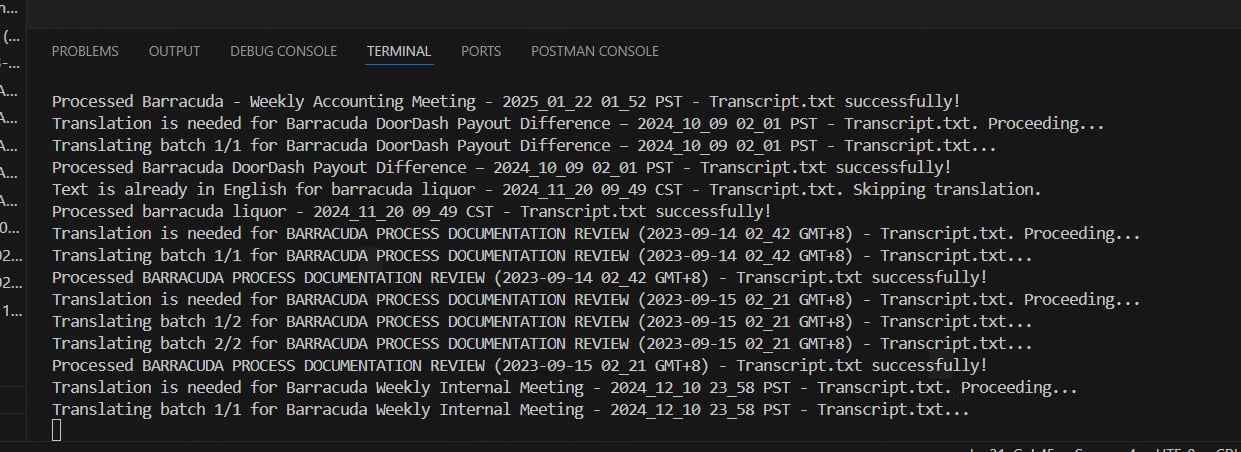 PROBLEMS OUTPUT DEBUG CONSOLE TERMINAL PORTS POSTMAN CONSOLE
Processed Barracuda - Weekly Accounting Meeting - 2025_01_22 01_52 PST - Transcript.txt successfully!
Translation is needed for Barracuda DoorDash Payout Difference – 2024_10_09 02_01 PST - Transcript.txt. Proceeding...
Translating batch 1/1 for Barracuda DoorDash Payout Difference – 2024_10_09 02_01 PST - Transcript.txt...
Processed Barracuda DoorDash Payout Difference – 2024_10_09 02_01 PST - Transcript.txt successfully!
Text is already in English for barracuda liquor - 2024_11_20 09_49 CST - Transcript.txt. Skipping translation.
Processed barracuda liquor - 2024_11_20 09_49 CST - Transcript.txt successfully!
Translation is needed for BARRACUDA PROCESS DOCUMENTATION REVIEW (2023-09-14 02_42 GMT+8) - Transcript.txt. Proceeding...
Translating batch 1/1 for BARRACUDA PROCESS DOCUMENTATION REVIEW (2023-09-14 02_42 GMT+8) - Transcript.txt...
Processed BARRACUDA PROCESS DOCUMENTATION REVIEW (2023-09-14 02_42 GMT+8) - Transcript.txt successfully!
Translation is needed for BARRACUDA PROCESS DOCUMENTATION REVIEW (2023-09-15 02_21 GMT+8) - Transcript.txt. Proceeding...
Translating batch 1/2 for BARRACUDA PROCESS DOCUMENTATION REVIEW (2023-09-15 02_21 GMT+8) - Transcript.txt...
Translating batch 2/2 for BARRACUDA PROCESS DOCUMENTATION REVIEW (2023-09-15 02_21 GMT+8) - Transcript.txt...
Processed BARRACUDA PROCESS DOCUMENTATION REVIEW (2023-09-15 02_21 GMT+8) - Transcript.txt successfully!
Translation is needed for Barracuda Weekly Internal Meeting - 2024_12_10 23_58 PST - Transcript.txt. Proceeding...
Translating batch 1/1 for Barracuda Weekly Internal Meeting - 2024_12_10 23_58 PST - Transcript.txt...